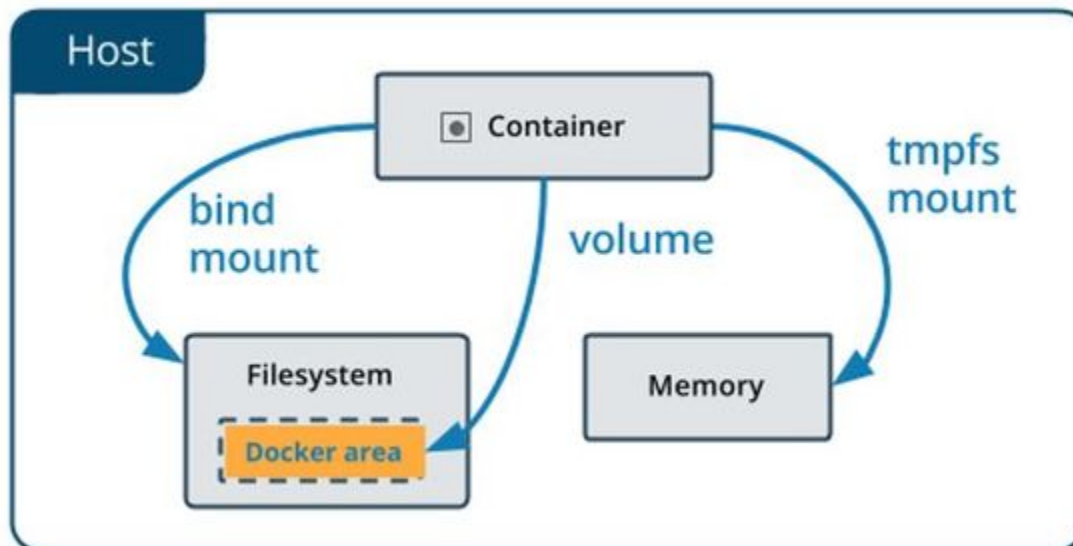 Host
Container
bind
mount
volume
tmpfs
mount
Filesystem
Docker area
Memory